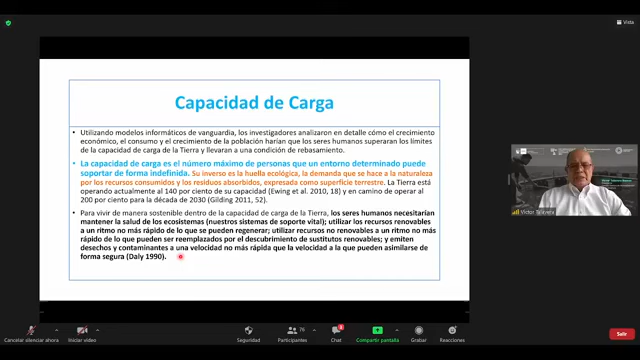 Vista
Capacidad de Carga
Utilizando modelos informáticos de vanguardia, los investigadores analizaron en detalle cómo el crecimiento
económico, el consumo y el crecimiento de la población harían que los seres humanos superaran los límites
de la capacidad de carga de la Tierra y llevaran a una condición de rebasamiento.
La capacidad de carga es el número máximo de personas que un entorno determinado puede
soportar de forma indefinida. Su inverso es la huella ecológica, la demanda que se hace a la naturaleza
por los recursos consumidos y los residuos absorbidos, expresada como superficie terrestre. La Tierra está
operando actualmente al 140 por ciento de su capacidad (Ewing et al. 2010, 18) y en camino de operar al
200 por ciento para la década de 2030 (Gilding 2011, 52).
Para vivir de manera sostenible dentro de la capacidad de carga de la Tierra, los seres humanos necesitarían
mantener la salud de los ecosistemas (nuestros sistemas de soporte vital); utilizar los recursos renovables
a un ritmo no más rápido de lo que se pueden regenerar; utilizar recursos no renovables a un ritmo no más
rápido de lo que pueden ser reemplazados por el descubrimiento de sustitutos renovables; y emiten
desechos y contaminantes a una velocidad no más rápida que la velocidad a la que pueden asimilarse de
forma segura (Daly 1990).
Victor Talavera
Cancelar silenciar ahora
Iniciar video
Seguridad
76
Participantes
Chat
Compartir pantalla
Grabar
Reacciones
Salir